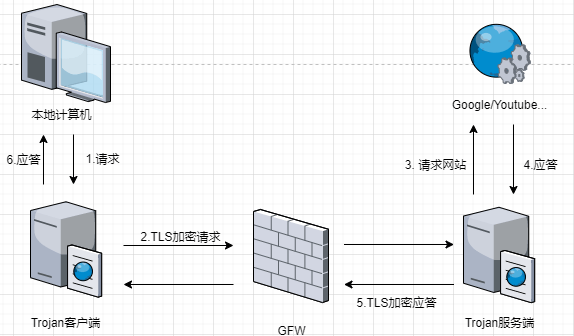 本地计算机
Google/Youtube...
6.应答
1.请求
3. 请求网站
4.应答
2.TLS加密请求
5.TLS加密应答
Trojan客户端
GFW
Trojan服务端